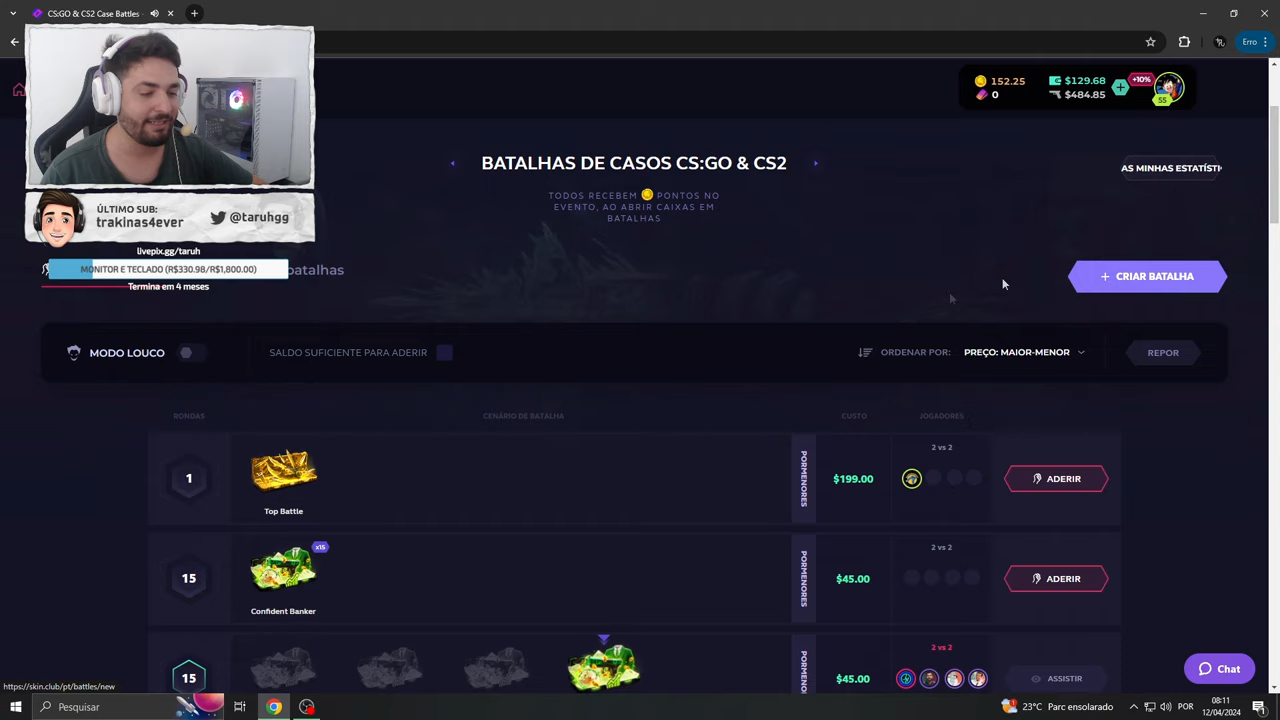 CS:GO & CS2 Case Battles
Erro
152.25
0
$129.68
$484.85
+10%
55
ÚLTIMO SUB:
trakinas4ever
@taruhgg
livepix.gg/taruh
MONITOR E TECLADO (R$330.98/R$1,800.00)
Termina em 4 meses
BATALHAS DE CASOS CS:GO & CS2
TODOS RECEBEM PONTOS NO
EVENTO, AO ABRIR CAIXAS EM
BATALHAS
AS MINHAS ESTATÍSTI
batalhas
+ CRIAR BATALHA
MODO LOUCO
SALDO SUFICIENTE PARA ADERIR
ORDENAR POR: PREÇO: MAIOR-MENOR
REPOR
RONDAS
CENÁRIO DE BATALHA
CUSTO
JOGADORES
1
Top Battle
PORMENORES
$199.00
2 vs 2
ADERIR
15
x15
Confident Banker
PORMENORES
$45.00
2 vs 2
ADERIR
15
PORMENORES
$45.00
2 vs 2
ASSISTIR
Chat
https://skin.club/pt/battles/new
Pesquisar
23°C Parc ensolarado
POR
08:11
12/04/2024